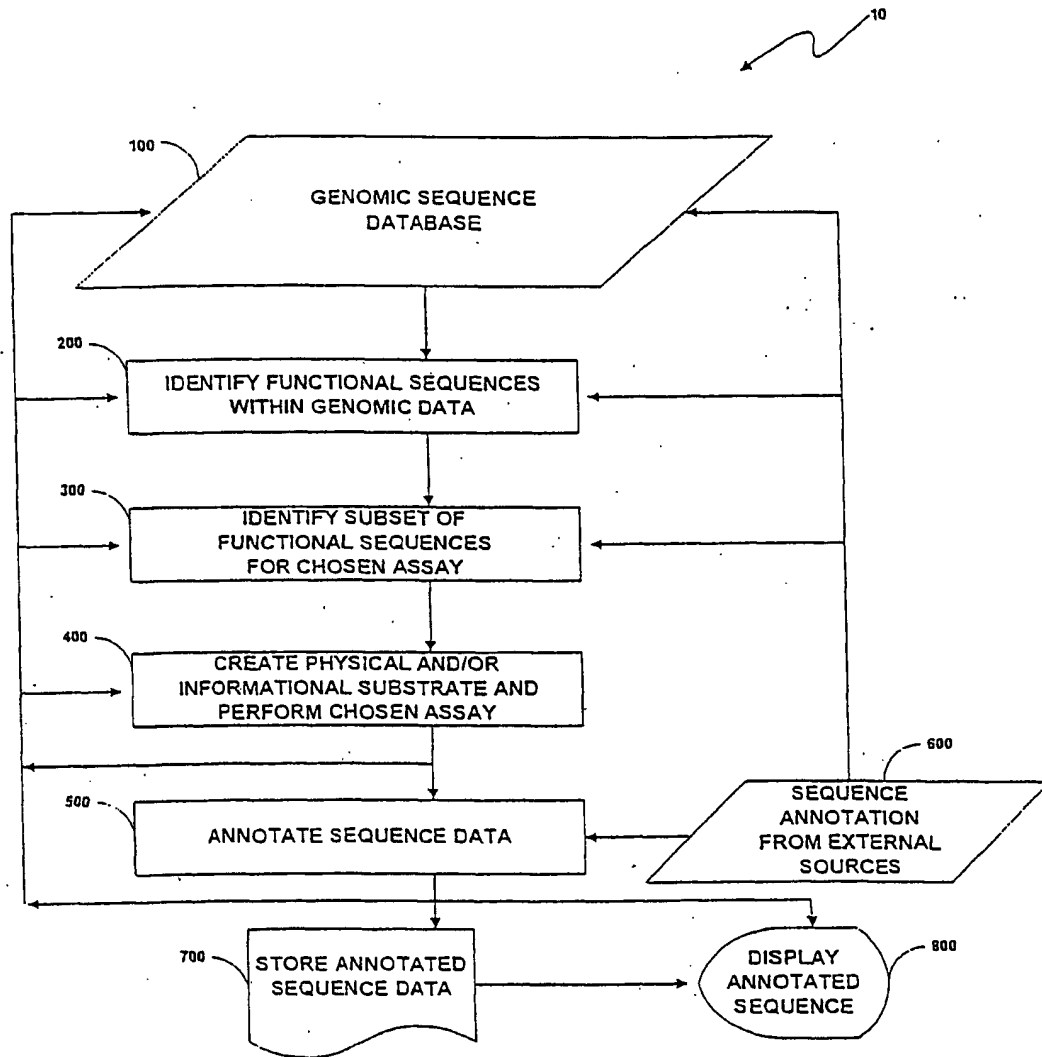 10
100
GENOMIC SEQUENCE
DATABASE
200
IDENTIFY FUNCTIONAL SEQUENCES
WITHIN GENOMIC DATA
300
IDENTIFY SUBSET OF
FUNCTIONAL SEQUENCES
FOR CHOSEN ASSAY
400
CREATE PHYSICAL AND/OR
INFORMATIONAL SUBSTRATE AND
PERFORM CHOSEN ASSAY
500
ANNOTATE SEQUENCE DATA
600
SEQUENCE
ANNOTATION
FROM EXTERNAL
SOURCES
700
STORE ANNOTATED
SEQUENCE DATA
800
DISPLAY
ANNOTATED
SEQUENCE